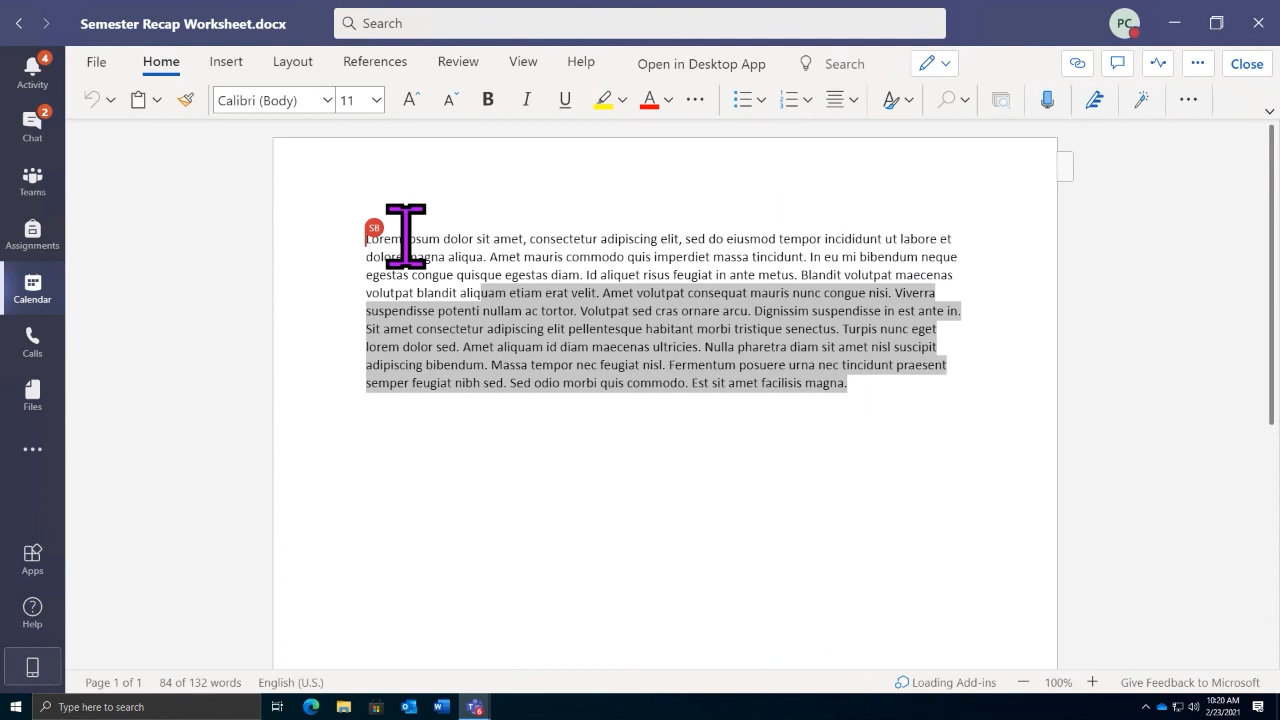 Semester Recap Worksheet.docx
Search
PC
File
Home
Insert
Layout
References
Review
View
Help
Open in Desktop App
Search
Close
Calibri (Body)
11
B
I
U
A
4
Activity
2
Chat
Teams
Assignments
Calendar
Calls
Files
Apps
Help
SB
Lorem ipsum dolor sit amet, consectetur adipiscing elit, sed do eiusmod tempor incididunt ut labore et
dolore magna aliqua. Amet mauris commodo quis imperdiet massa tincidunt. In eu mi bibendum neque
egestas congue quisque egestas diam. Id aliquet risus feugiat in ante metus. Blandit volutpat maecenas
volutpat blandit aliquam etiam erat velit. Amet volutpat consequat mauris nunc congue nisi. Viverra
suspendisse potenti nullam ac tortor. Volutpat sed cras ornare arcu. Dignissim suspendisse in est ante in.
Sit amet consectetur adipiscing elit pellentesque habitant morbi tristique senectus. Turpis nunc eget
lorem dolor sed. Amet aliquam id diam maecenas ultricies. Nulla pharetra diam sit amet nisl suscipit
adipiscing bibendum. Massa tempor nec feugiat nisl. Fermentum posuere urna nec tincidunt praesent
semper feugiat nibh sed. Sed odio morbi quis commodo. Est sit amet facilisis magna.
Page 1 of 1
84 of 132 words
English (U.S.)
Loading Add-ins
100%
Give Feedback to Microsoft
Type here to search
6
10:20 AM
2/23/2021